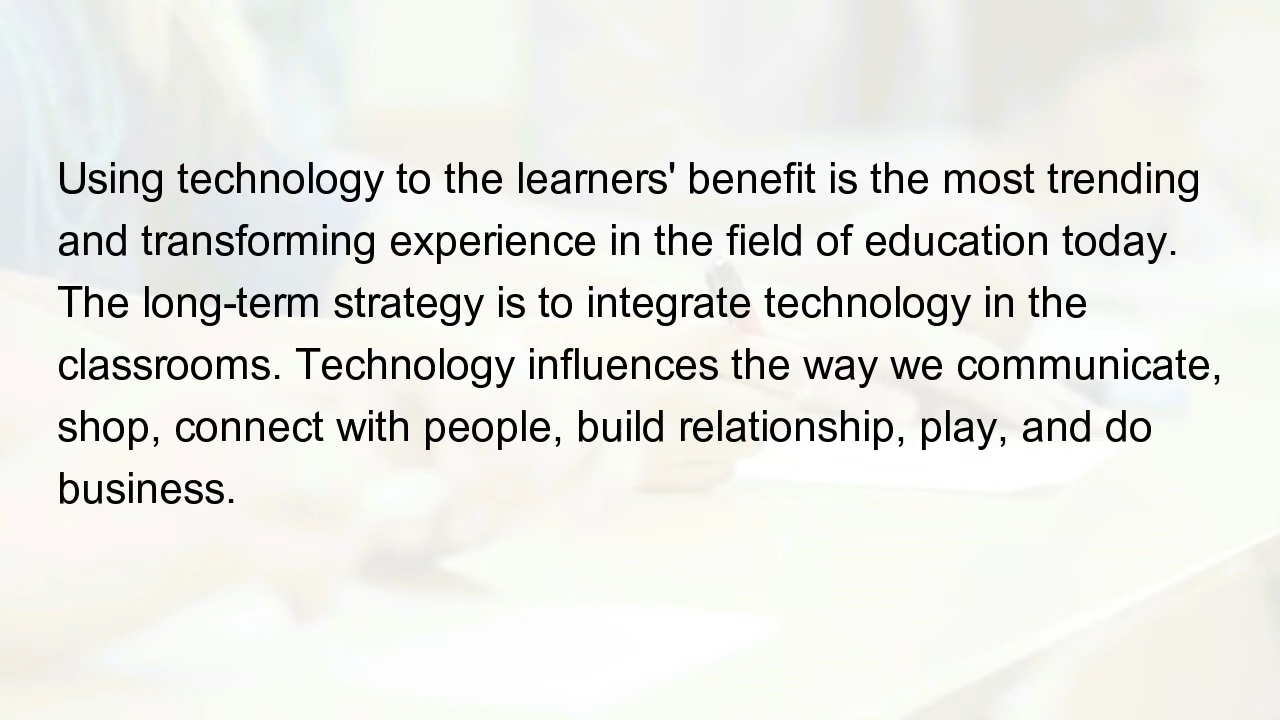 Using technology to the learners' benefit is the most trending
and transforming experience in the field of education today.
The long-term strategy is to integrate technology in the
classrooms. Technology influences the way we communicate,
shop, connect with people, build relationship, play, and do
business.